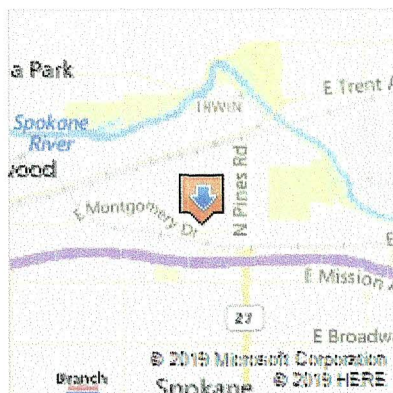 a Park
IRWIN
E Trent A
Spokane
River
wood
E Montgomery Dr
N Pines Rd
E
E Mission A
27
E Broadwa
© 2019 Microsoft Corporation
Branch
Spokane
© 2019 HERE